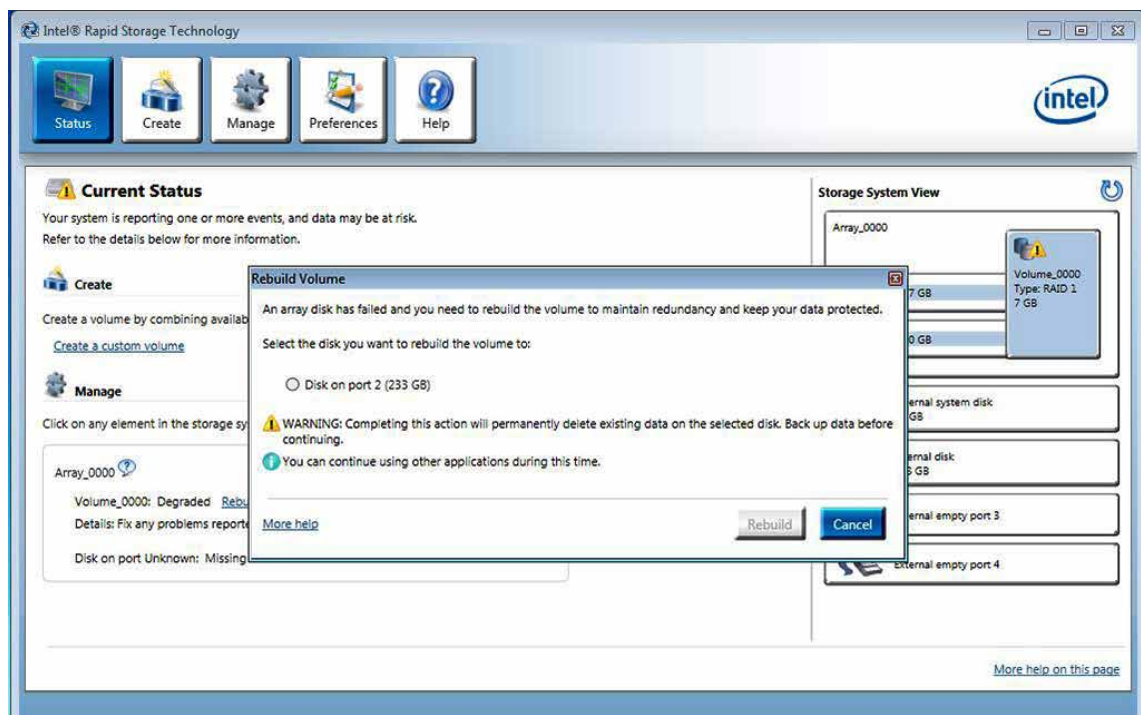 Intel® Rapid Storage Technology
Status
Create
Manage
Preferences
Help
intel
Current Status
Your system is reporting one or more events, and data may be at risk.
Refer to the details below for more information.
Create
Create a volume by combining availab
Create a custom volume
Manage
Click on any element in the storage sy
Array_0000
Volume_0000: Degraded Rebu
Details: Fix any problems reporte
Disk on port Unknown: Missing
Rebuild Volume
An array disk has failed and you need to rebuild the volume to maintain redundancy and keep your data protected.
Select the disk you want to rebuild the volume to:
Disk on port 2 (233 GB)
WARNING: Completing this action will permanently delete existing data on the selected disk. Back up data before
continuing.
You can continue using other applications during this time.
More help
Rebuild
Cancel
Storage System View
Array_0000
Volume_0000
Type: RAID 1
7 GB
7 GB
0 GB
ernal system disk
GB
ernal disk
GB
ernal empty port 3
External empty port 4
More help on this page